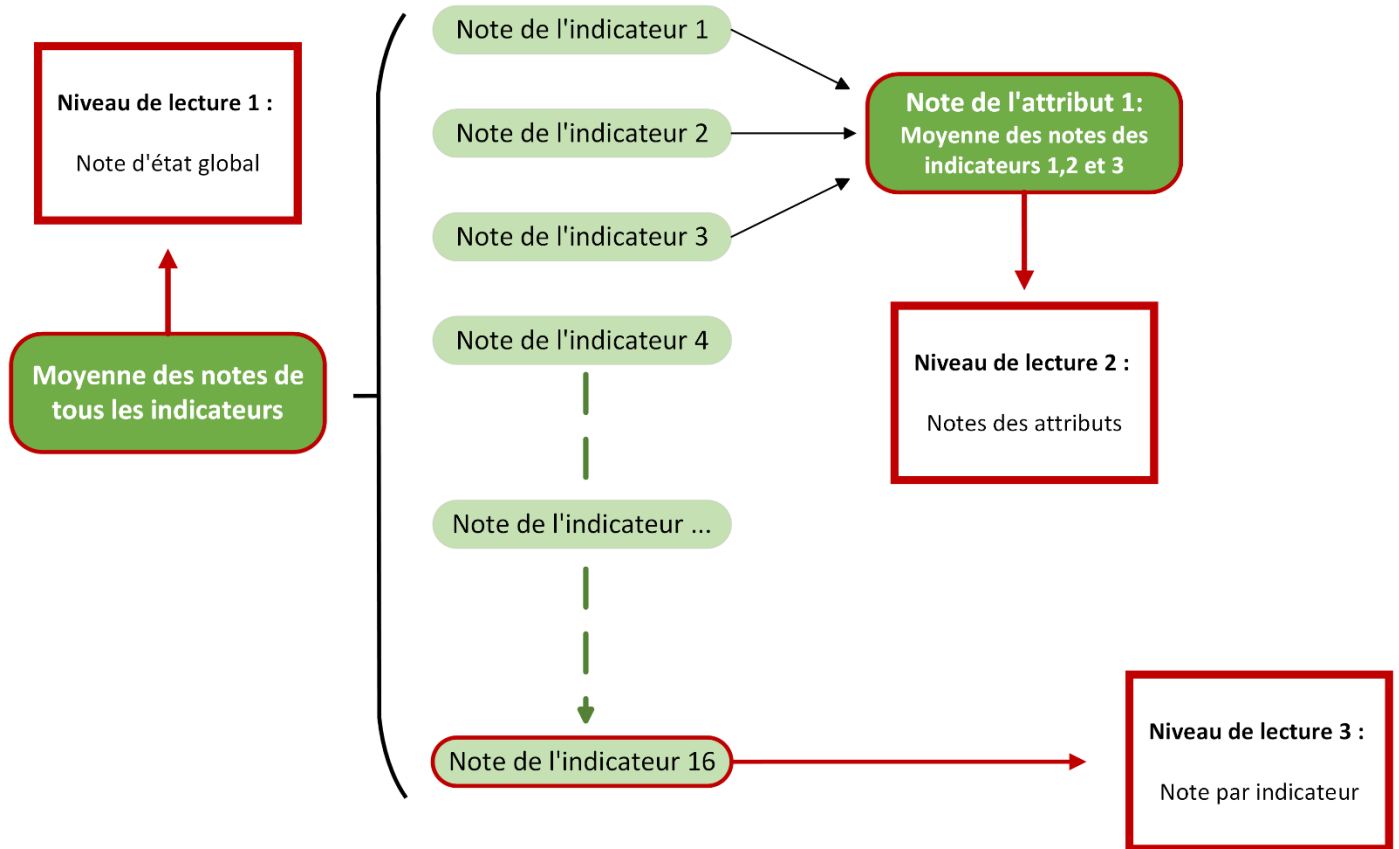 Niveau de lecture 1 :
Note d'état global
Moyenne des notes de
tous les indicateurs
Note de l'indicateur 1
Note de l'indicateur 2
Note de l'indicateur 3
Note de l'indicateur 4
Note de l'indicateur ...
Note de l'indicateur 16
Note de l'attribut 1:
Moyenne des notes des
indicateurs 1,2 et 3
Niveau de lecture 2 :
Notes des attributs
Niveau de lecture 3 :
Note par indicateur